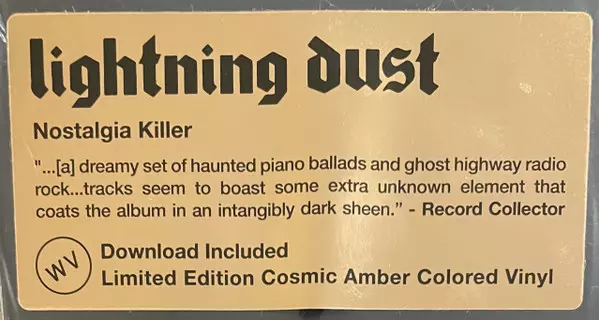 lightning dust
Nostalgia Killer
"...[a] dreamy set of haunted piano ballads and ghost highway radio
rock...tracks seem to boast some extra unknown element that
coats the album in an intangibly dark sheen." - Record Collector
WV
Download Included
Limited Edition Cosmic Amber Colored Vinyl